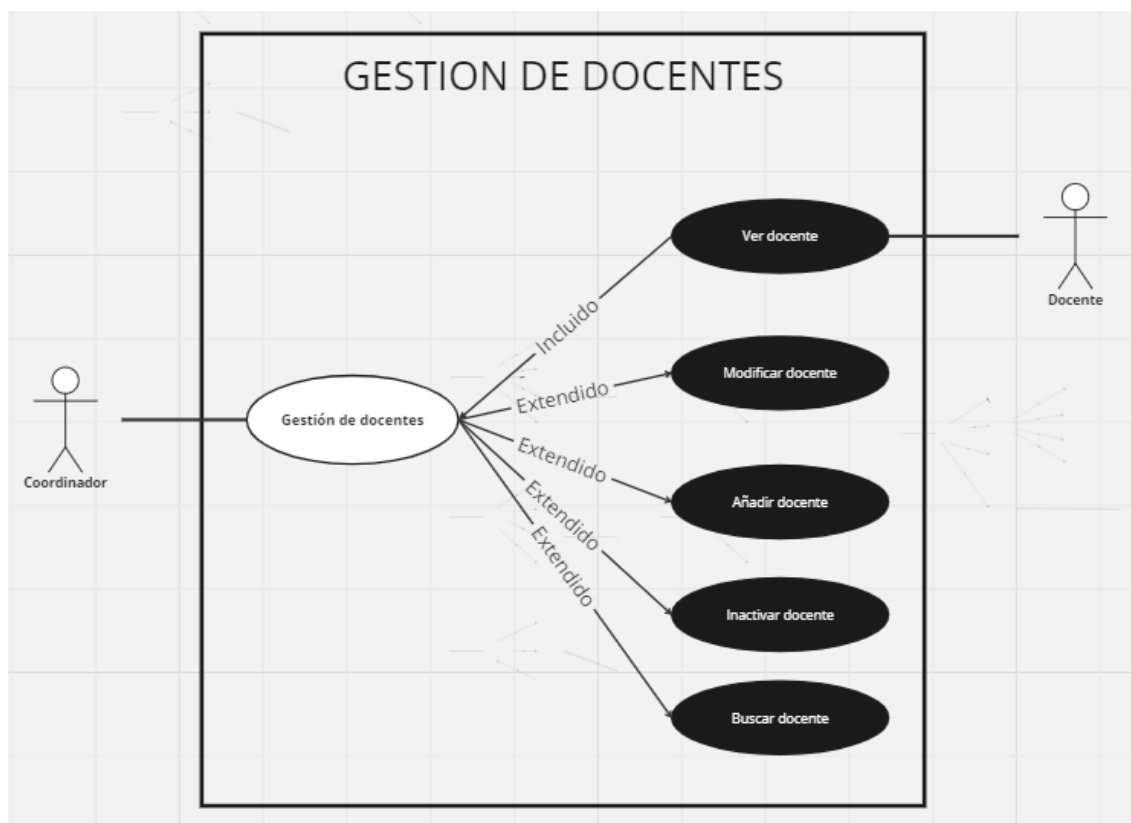 GESTION DE DOCENTES
Ver docente
Docente
Incluido
Modificar docente
Extendido
Gestión de docentes
Coordinador
Extendido
Añadir docente
Extendido
Inactivar docente
Extendido
Buscar docente